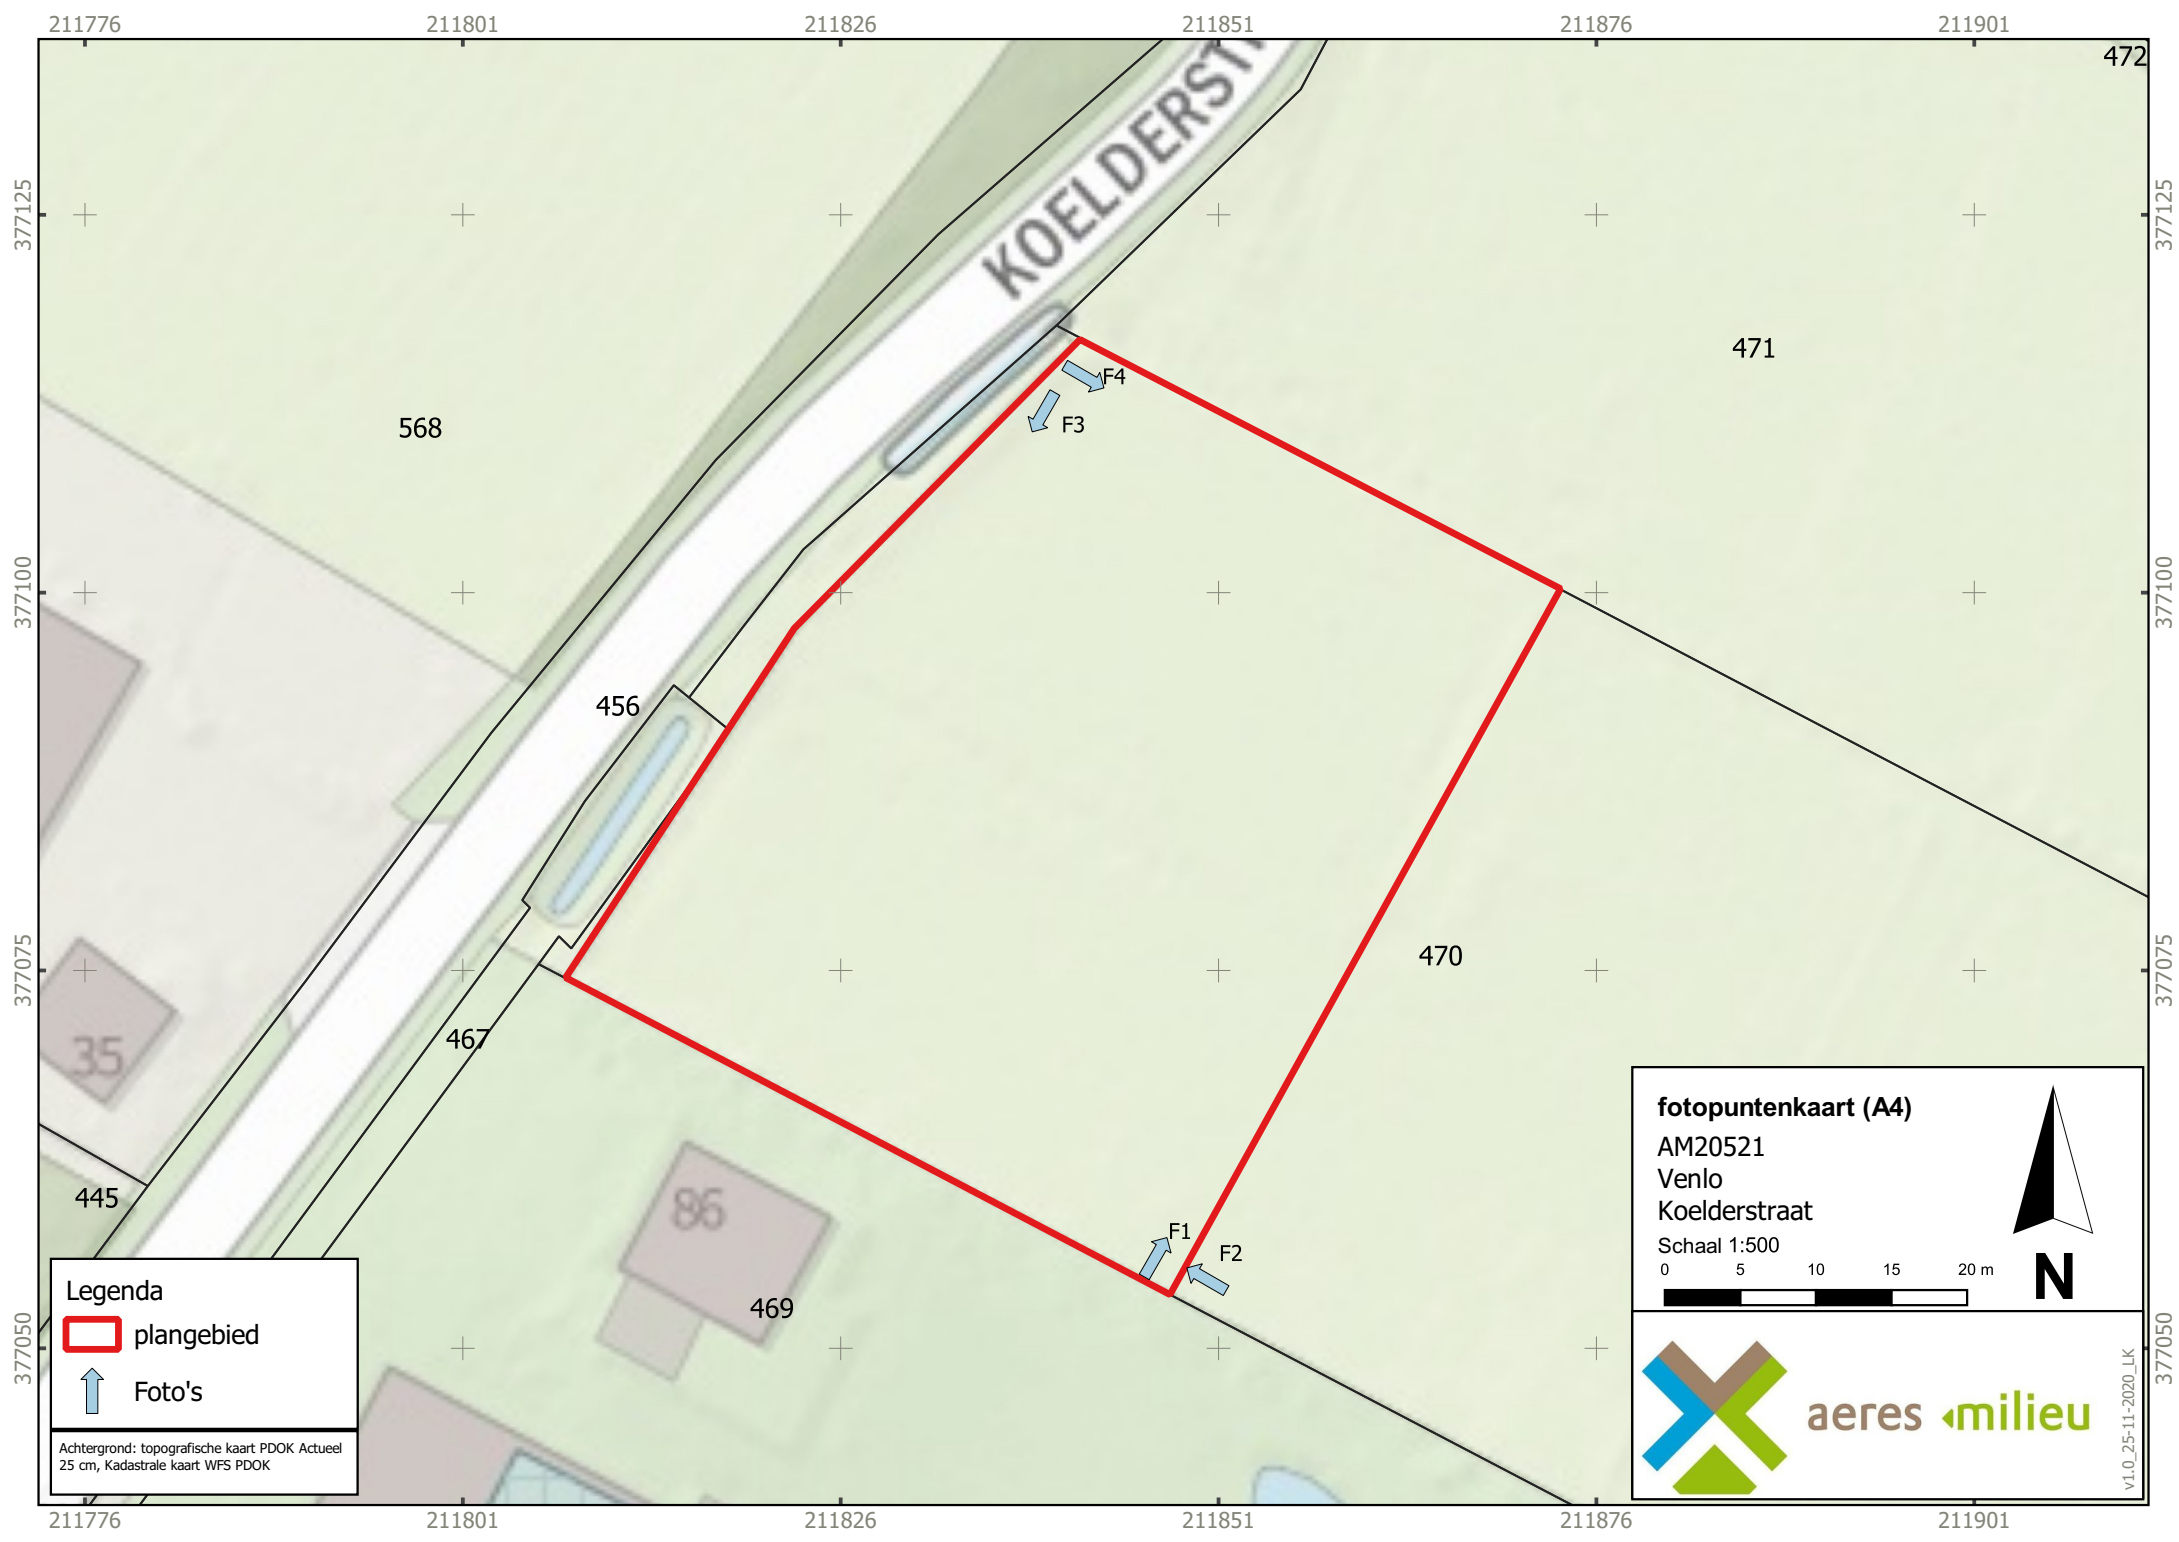 211776 211801 211826 211851 211876 211901
472
377125 377125
KOELDERST
471
568
F4
F3
377100 377100
456
377075 377075
470
467
35
445
86
469
F1
F2
377050 377050
Legenda
plangebied
Foto's
Achtergrond: topografische kaart PDOK Actueel
25 cm, Kadastrale kaart WFS PDOK
fotopuntenkaart (A4)
AM20521
Venlo
Koelderstraat
Schaal 1:500
0 5 10 15 20 m
N
aeres milieu
v1.0_25-11-2020_LK
211776 211801 211826 211851 211876 211901